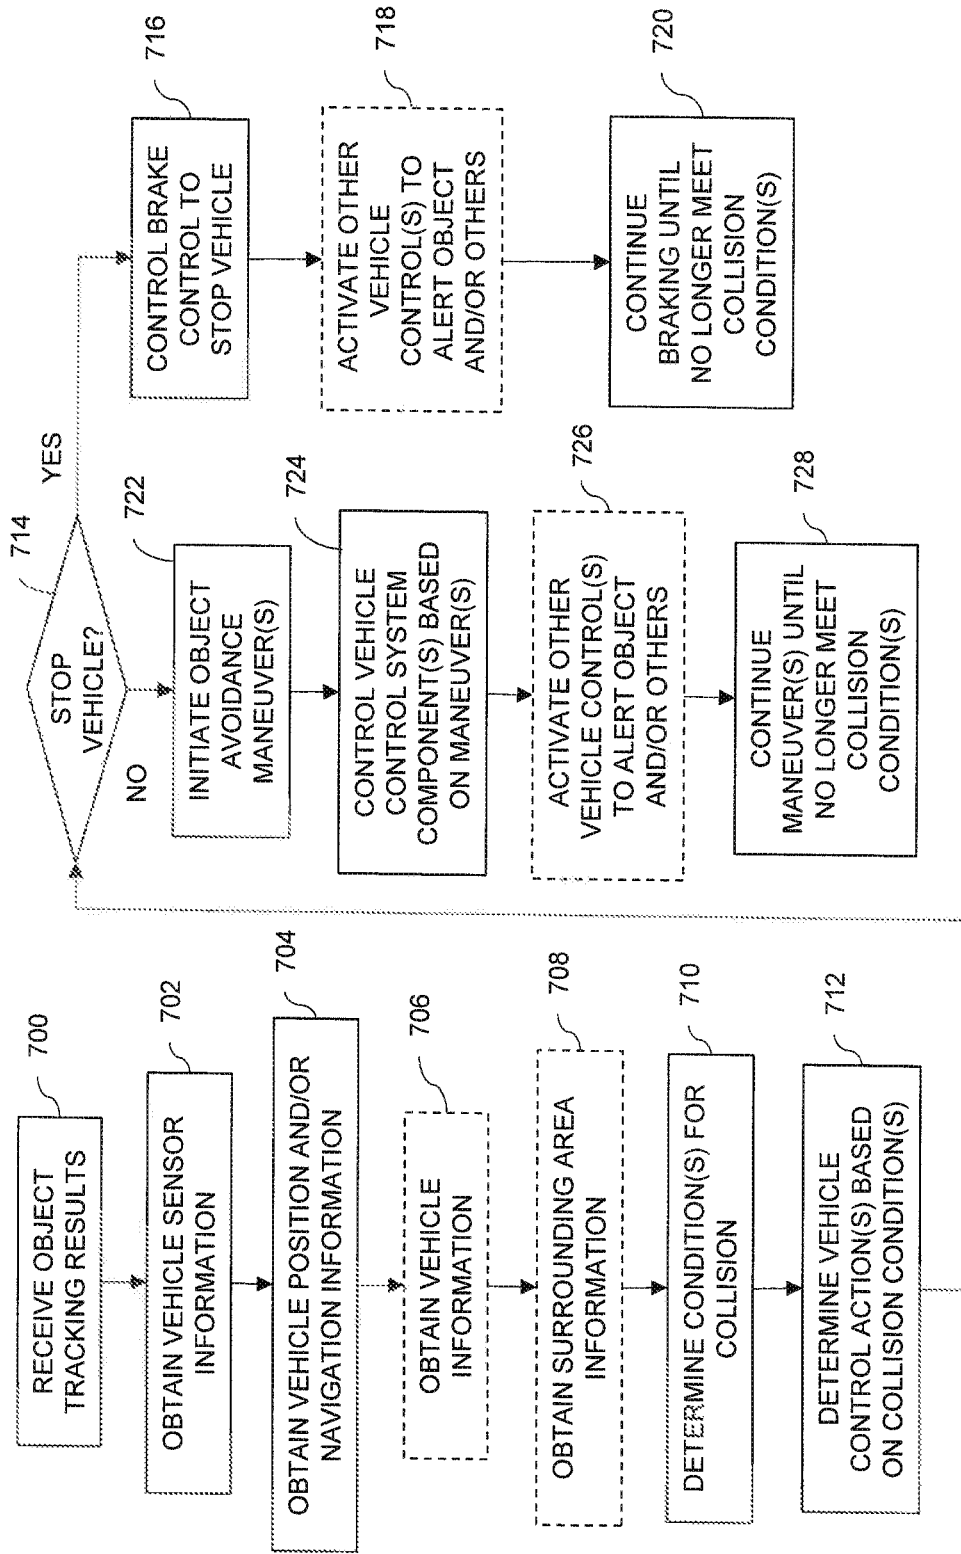 700
RECEIVE OBJECT
TRACKING RESULTS
702
OBTAIN VEHICLE SENSOR
INFORMATION
704
OBTAIN VEHICLE POSITION AND/OR
NAVIGATION INFORMATION
706
OBTAIN VEHICLE
INFORMATION
708
OBTAIN SURROUNDING AREA
INFORMATION
710
DETERMINE CONDITION(S) FOR
COLLISION
712
DETERMINE VEHICLE
CONTROL ACTION(S) BASED
ON COLLISION CONDITION(S)
714
STOP
VEHICLE?
YES
NO
722
INITIATE OBJECT
AVOIDANCE
MANEUVER(S)
724
CONTROL VEHICLE
CONTROL SYSTEM
COMPONENT(S) BASED
ON MANEUVER(S)
726
ACTIVATE OTHER
VEHICLE CONTROL(S)
TO ALERT OBJECT
AND/OR OTHERS
728
CONTINUE
MANEUVER(S) UNTIL
NO LONGER MEET
COLLISION
CONDITION(S)
716
CONTROL BRAKE
CONTROL TO
STOP VEHICLE
718
ACTIVATE OTHER
VEHICLE
CONTROL(S) TO
ALERT OBJECT
AND/OR OTHERS
720
CONTINUE
BRAKING UNTIL
NO LONGER MEET
COLLISION
CONDITION(S)